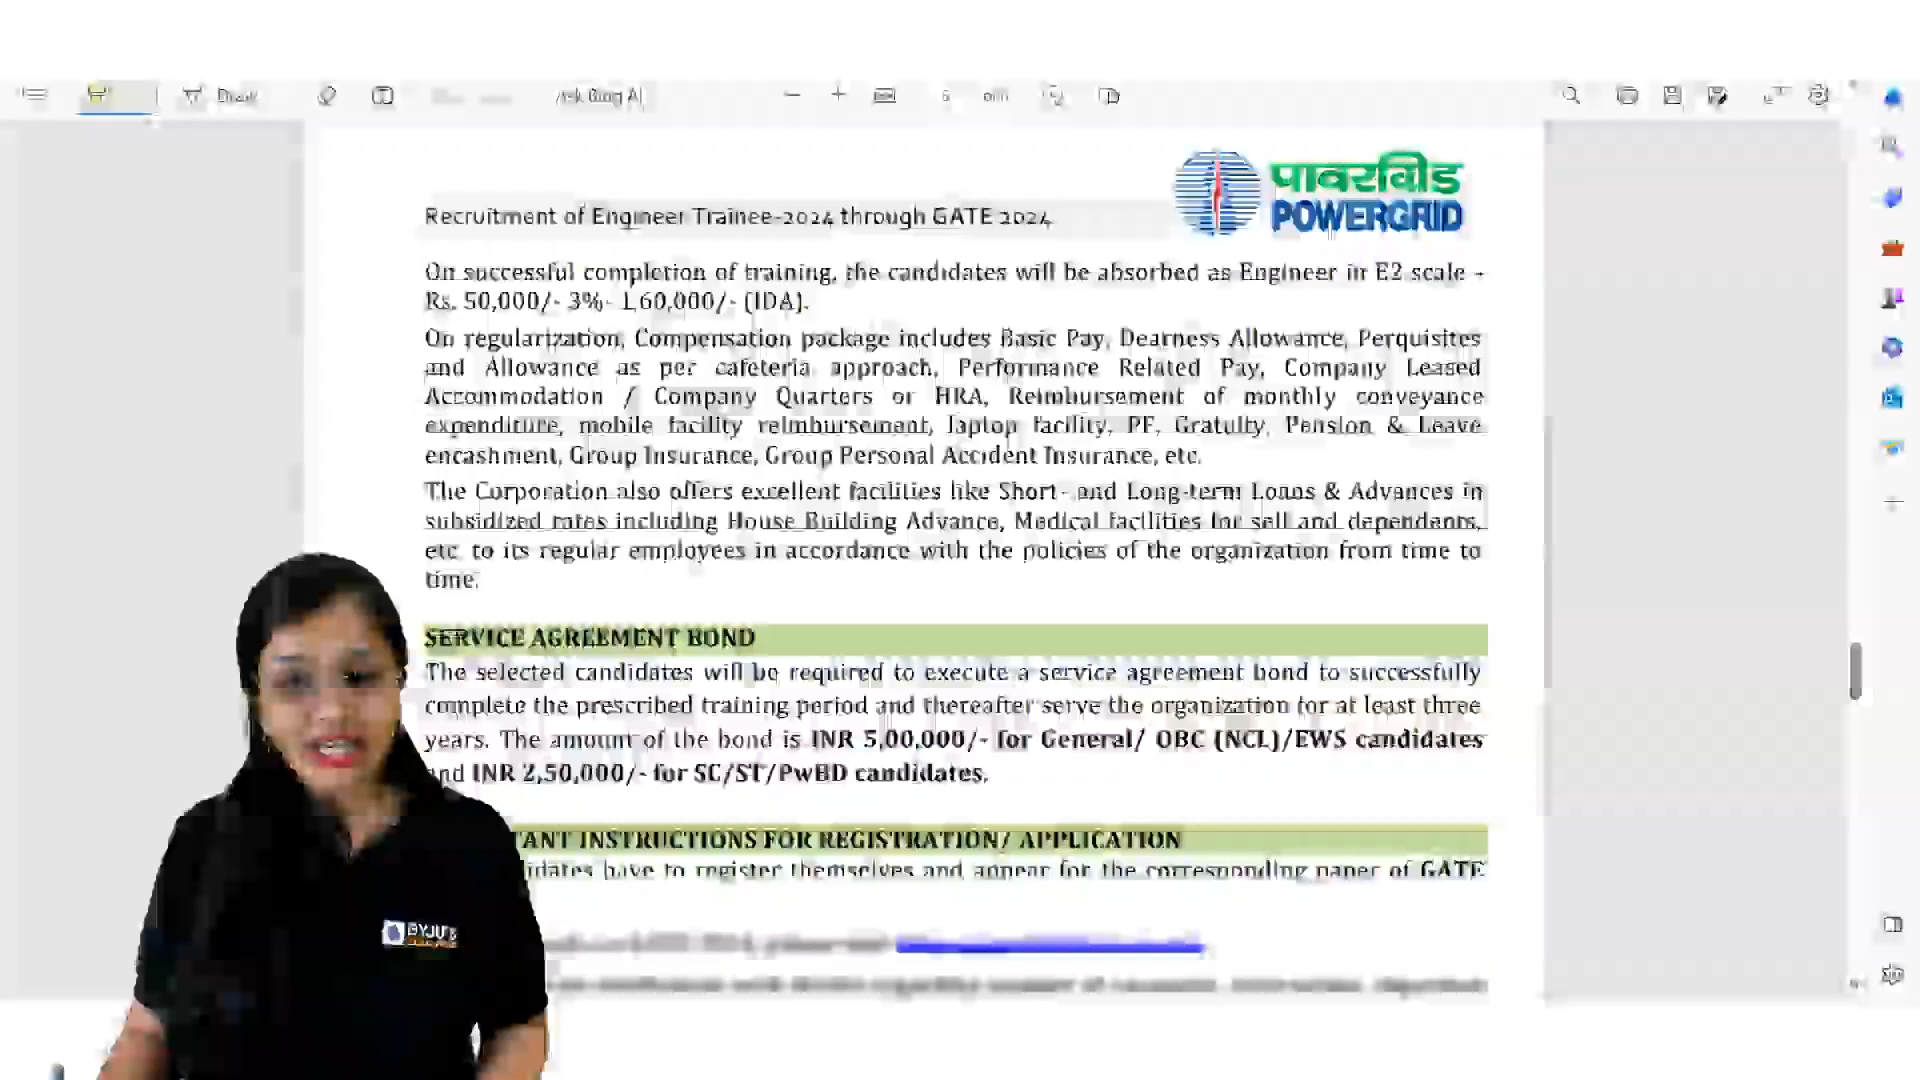 Draw
Ask Bing AI
पावरग्रिड
POWERGRID
Recruitment of Engineer Trainee-2024 through GATE 2024
On successful completion of training, the candidates will be absorbed as Engineer in E2 scale -
Rs. 50,000/- 3%- 1,60,000/- (IDA).
On regularization, Compensation package includes Basic Pay, Dearness Allowance, Perquisites
and Allowance as per cafeteria approach, Performance Related Pay, Company Leased
Accommodation / Company Quarters or HRA, Reimbursement of monthly conveyance
expenditure, mobile facility reimbursement, laptop facility, PF, Gratuity, Pension & Leave
encashment, Group Insurance, Group Personal Accident Insurance, etc.
The Corporation also offers excellent facilities like Short- and Long-term Loans & Advances in
subsidized rates including House Building Advance, Medical facilities for self and dependents,
etc. to its regular employees in accordance with the policies of the organization from time to
time.
SERVICE AGREEMENT BOND
The selected candidates will be required to execute a service agreement bond to successfully
complete the prescribed training period and thereafter serve the organization for at least three
years. The amount of the bond is INR 5,00,000/- for General/ OBC (NCL)/EWS candidates
and INR 2,50,000/- for SC/ST/PwBD candidates.
TANT INSTRUCTIONS FOR REGISTRATION/ APPLICATION
idates have to register themselves and appear for the corresponding paper of GATE
BYJU'S